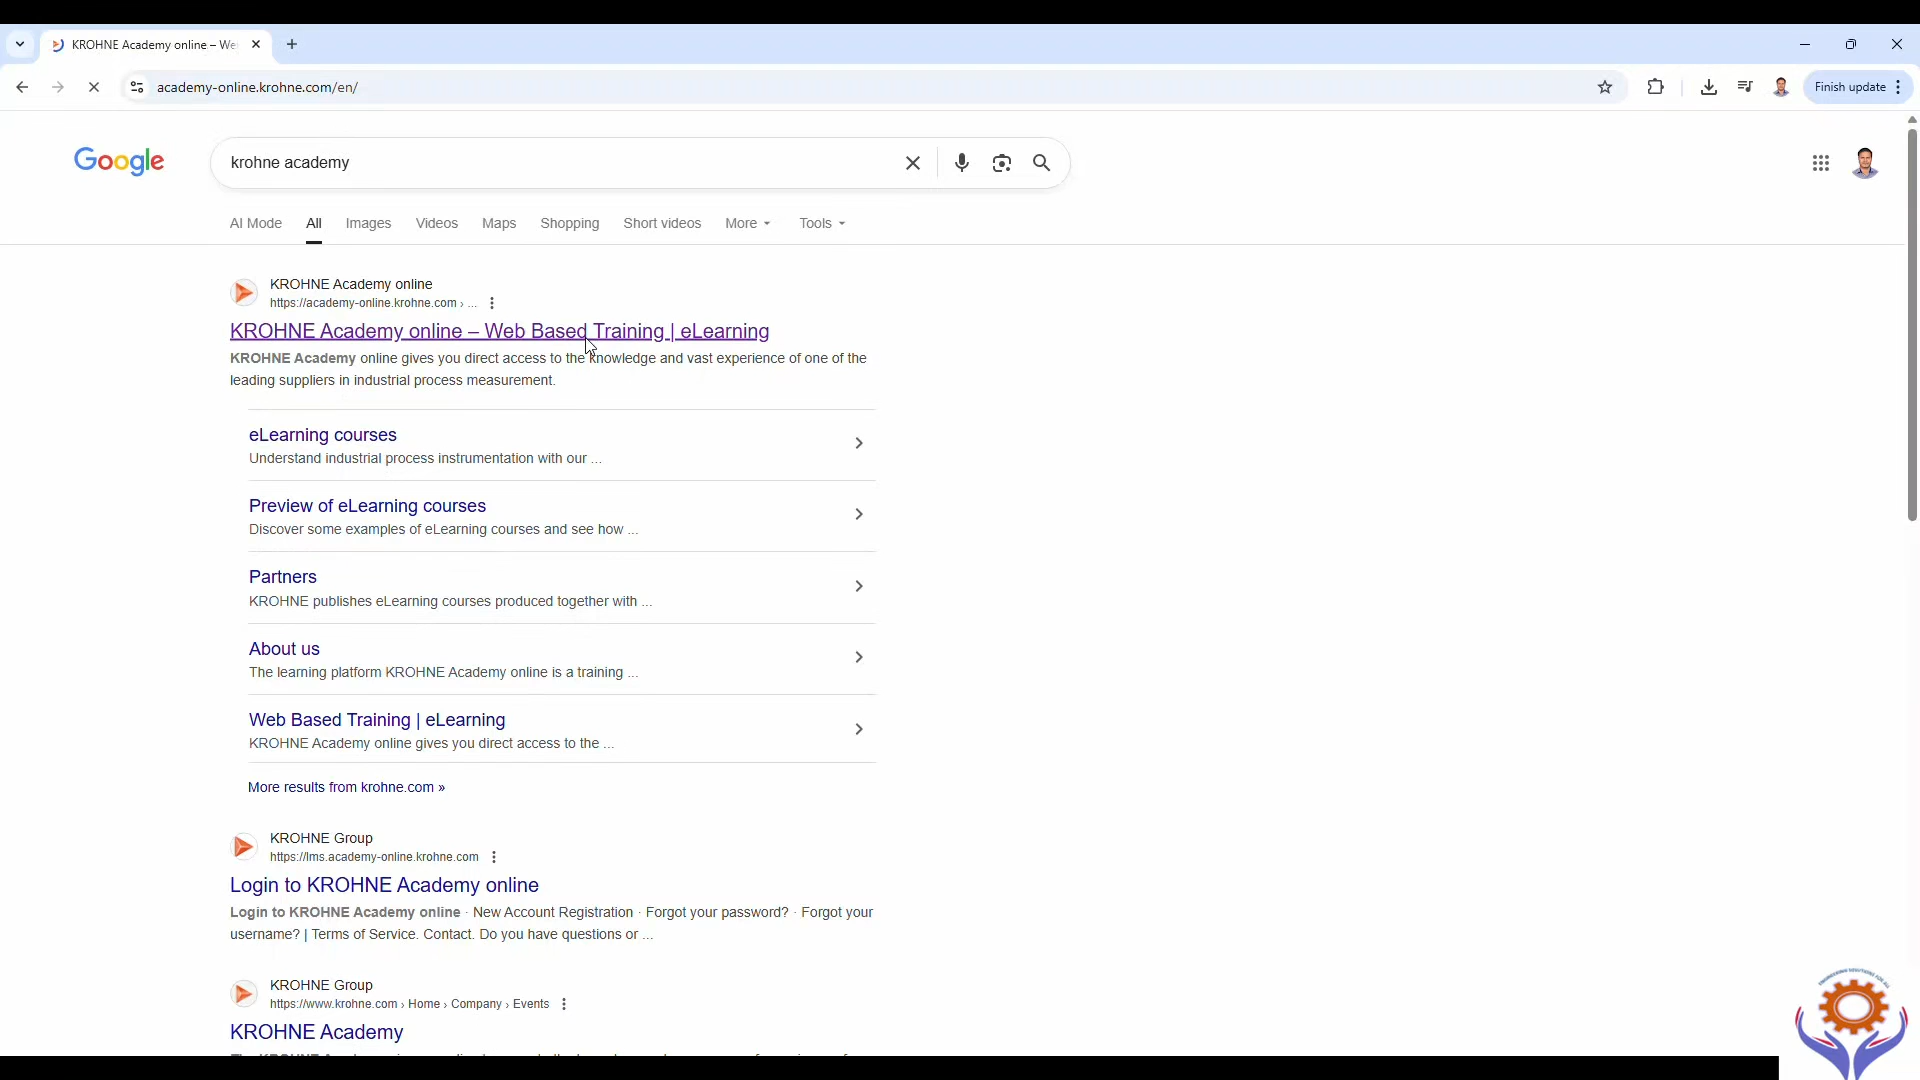 KROHNE Academy online – We
academy-online.krohne.com/en/
Finish update
Google
krohne academy
AI Mode
All
Images
Videos
Maps
Shopping
Short videos
More
Tools
KROHNE Academy online
https://academy-online.krohne.com › ...
KROHNE Academy online – Web Based Training | eLearning
KROHNE Academy online gives you direct access to the knowledge and vast experience of one of the
leading suppliers in industrial process measurement.
eLearning courses
Understand industrial process instrumentation with our ...
Preview of eLearning courses
Discover some examples of eLearning courses and see how ...
Partners
KROHNE publishes eLearning courses produced together with ...
About us
The learning platform KROHNE Academy online is a training ...
Web Based Training | eLearning
KROHNE Academy online gives you direct access to the ...
More results from krohne.com »
KROHNE Group
https://lms.academy-online.krohne.com
Login to KROHNE Academy online
Login to KROHNE Academy online · New Account Registration · Forgot your password? · Forgot your
username? | Terms of Service. Contact. Do you have questions or ...
KROHNE Group
https://www.krohne.com › Home › Company › Events
KROHNE Academy